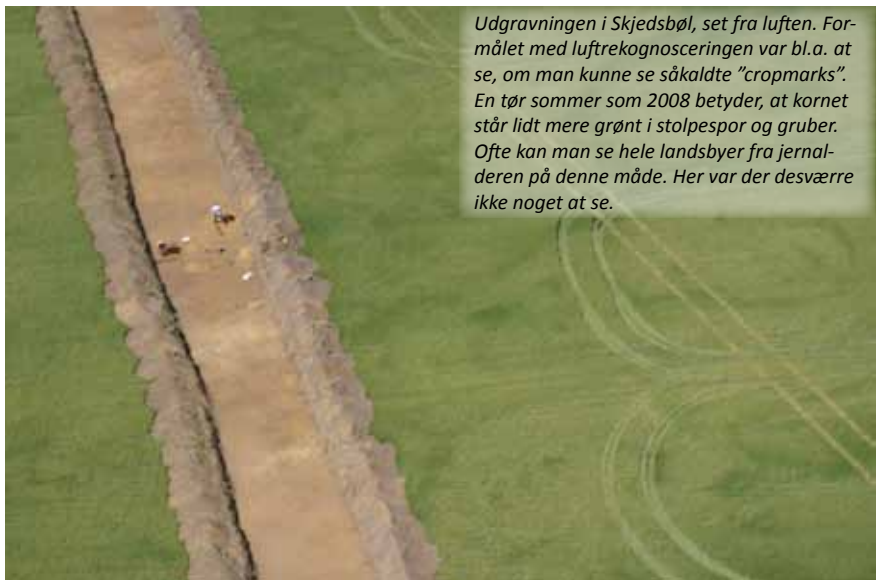 Udgravningen i Skjedsbøl, set fra luften. For-
målet med luftrekognosceringen var bl.a. at
se, om man kunne se såkaldte ”cropmarks”.
En tør sommer som 2008 betyder, at kornet
står lidt mere grønt i stolpespor og gruber.
Ofte kan man se hele landsbyer fra jernal-
deren på denne måde. Her var der desværre
ikke noget at se.